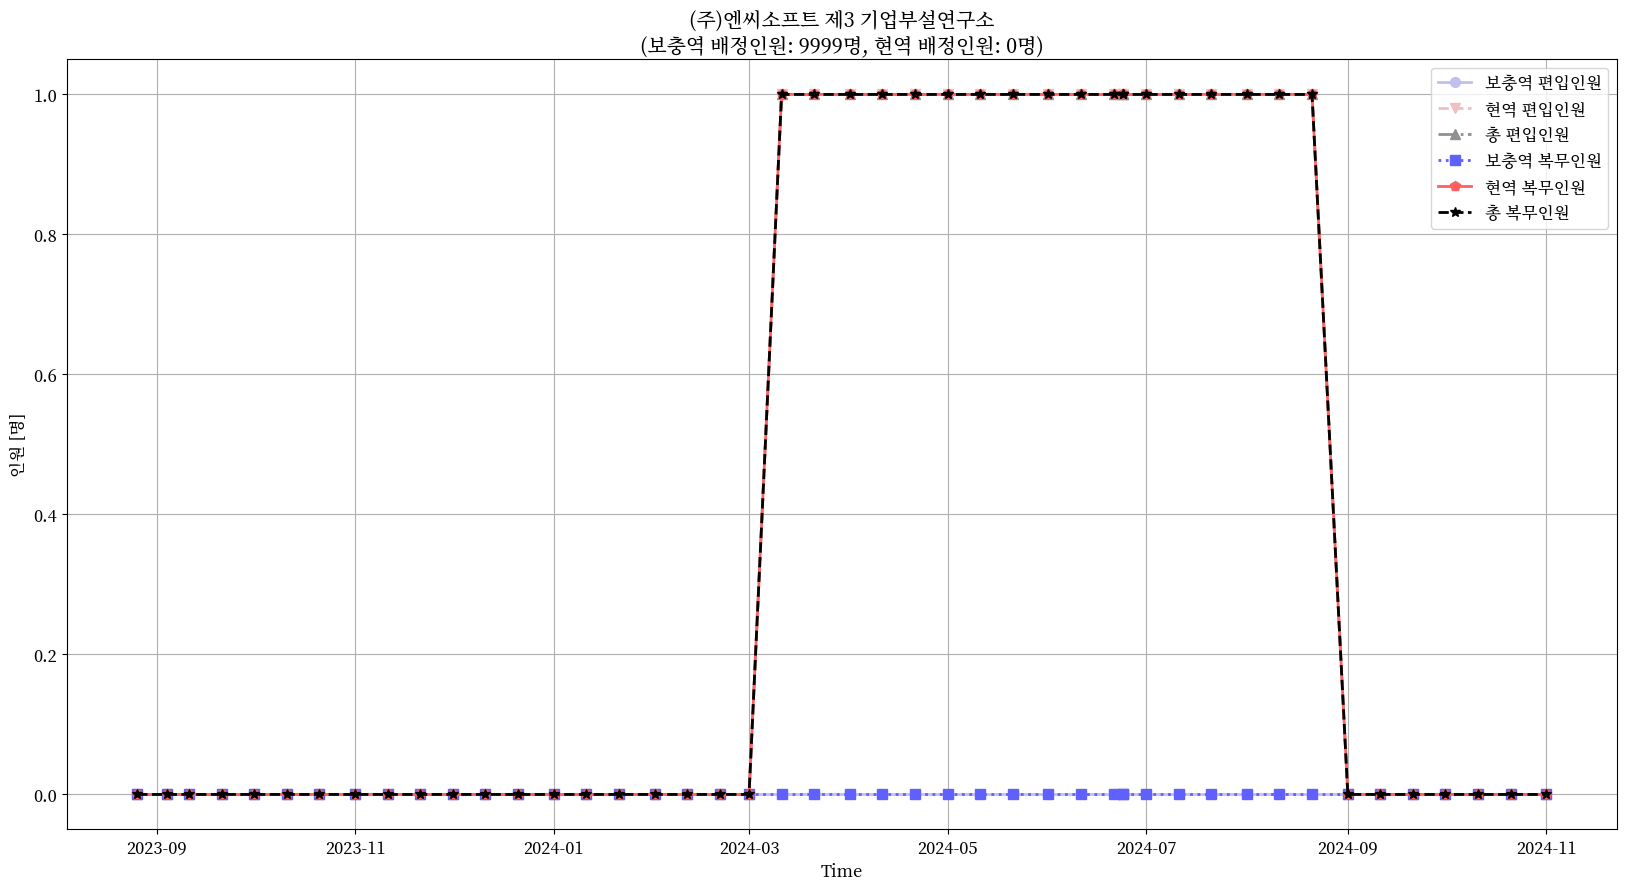 (주)엔씨소프트 제3 기업부설연구소
(보충역 배정인원: 9999명, 현역 배정인원: 0명)
보충역 편입인원
현역 편입인원
총 편입인원
보충역 복무인원
현역 복무인원
총 복무인원
인원 [명]
1.0
0.8
0.6
0.4
0.2
0.0
2023-09
2023-11
2024-01
2024-03
2024-05
2024-07
2024-09
2024-11
Time